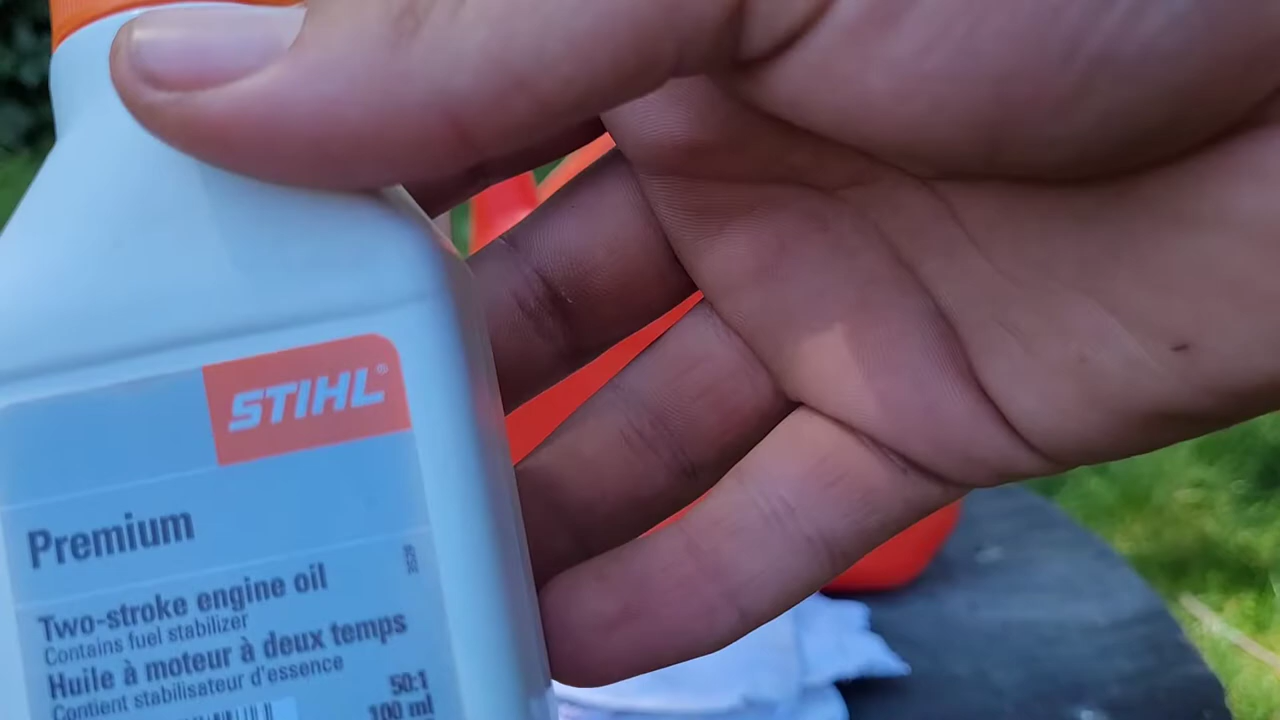 STIHL®
Premium
Two-stroke engine oil
Contains fuel stabilizer
Huile à moteur à deux temps
Contient stabilisateur d'essence
50:1
100 ml